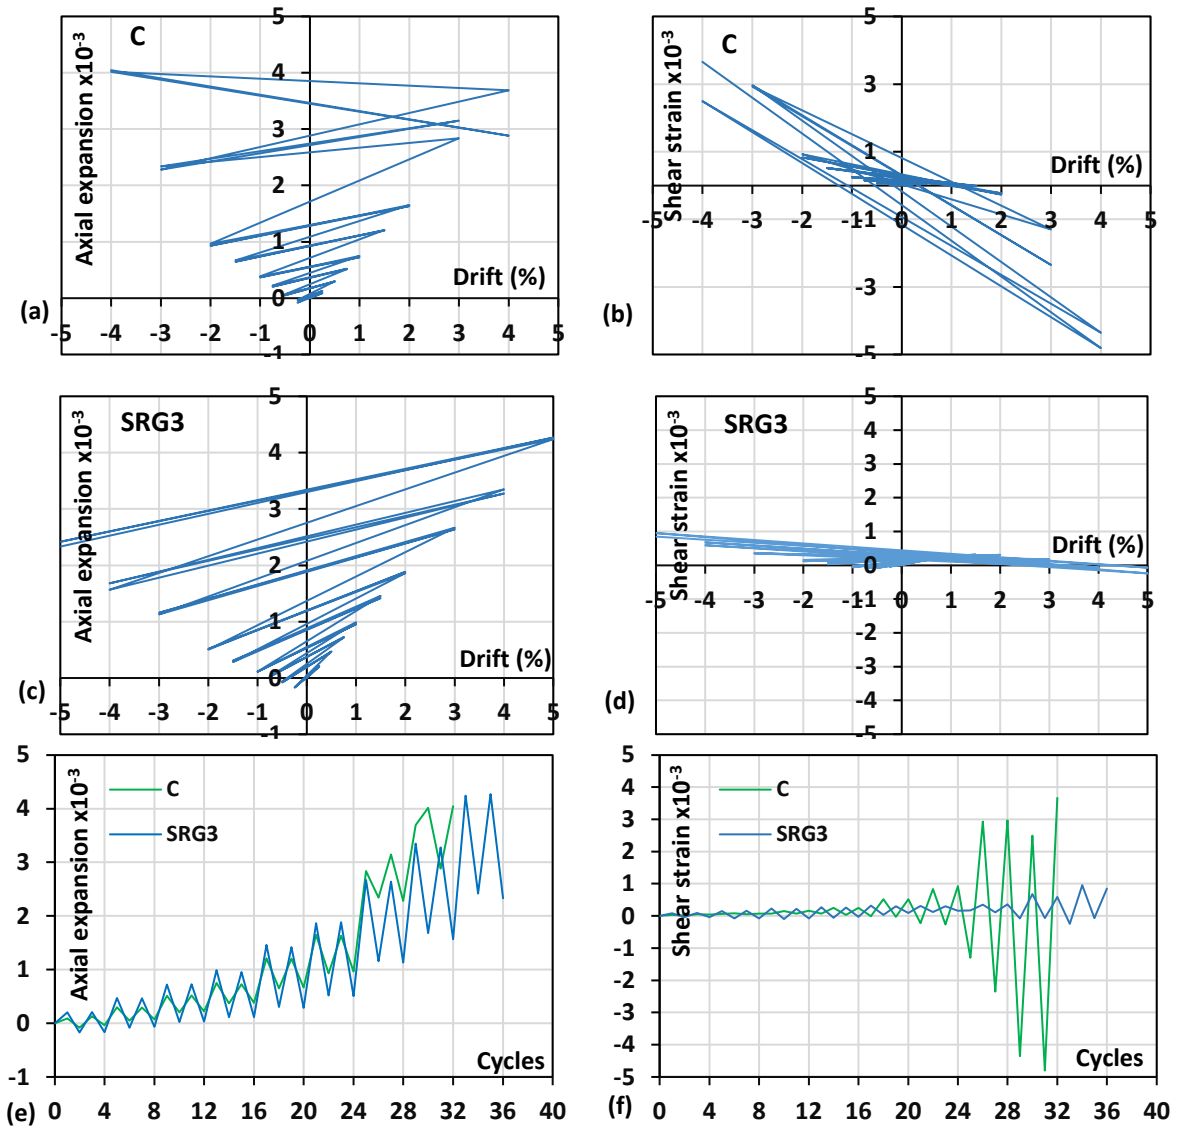 C
Axial expansion x10-3
Drift (%)
5
4
3
2
1
0
-1
-5 -4 -3 -2 -1 0 1 2 3 4 5
(a)
C
Shear strain x10-3
Drift (%)
5
3
1
-1
-3
-5
-5 -4 -3 -2 -1 0 1 2 3 4 5
(b)
SRG3
Axial expansion x10-3
Drift (%)
5
4
3
2
1
0
-1
-5 -4 -3 -2 -1 0 1 2 3 4 5
(c)
SRG3
Shear strain x10-3
Drift (%)
5
4
3
2
1
0
-1
-2
-3
-4
-5
-5 -4 -3 -2 -1 0 1 2 3 4 5
(d)
Axial expansion x10-3
C
SRG3
5
4
3
2
1
0
-1
Cycles
0 4 8 12 16 20 24 28 32 36 40
(e)
Shear strain x10-3
C
SRG3
5
4
3
2
1
0
-1
-2
-3
-4
-5
Cycles
0 4 8 12 16 20 24 28 32 36 40
(f)